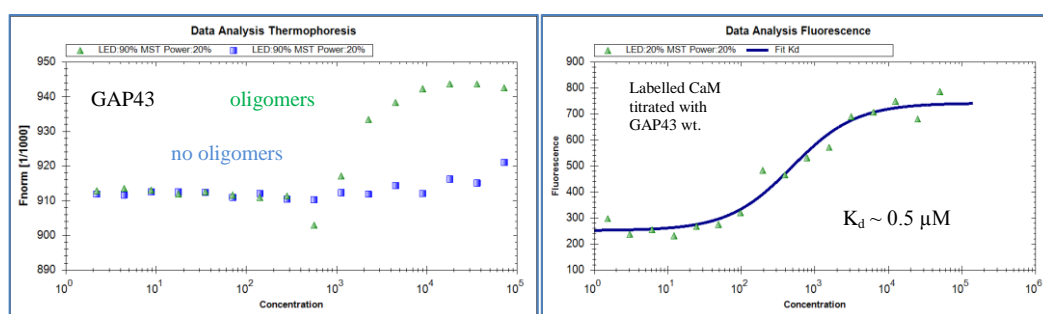 Data Analysis Thermophoresis
LED:90% MST Power:20% LED:90% MST Power:20%
950
940
930
920
910
900
890
Fnorm [1/1000]
GAP43
oligomers
no oligomers
10^0 10^1 10^2 10^3 10^4 10^5
Concentration
Data Analysis Fluorescence
LED:20% MST Power:20% Fit Kd
900
800
700
600
500
400
300
200
100
Fluorescence
Labelled CaM
titrated with
GAP43 wt.
K_d ~ 0.5 µM
10^0 10^1 10^2 10^3 10^4 10^5 10^6
Concentration